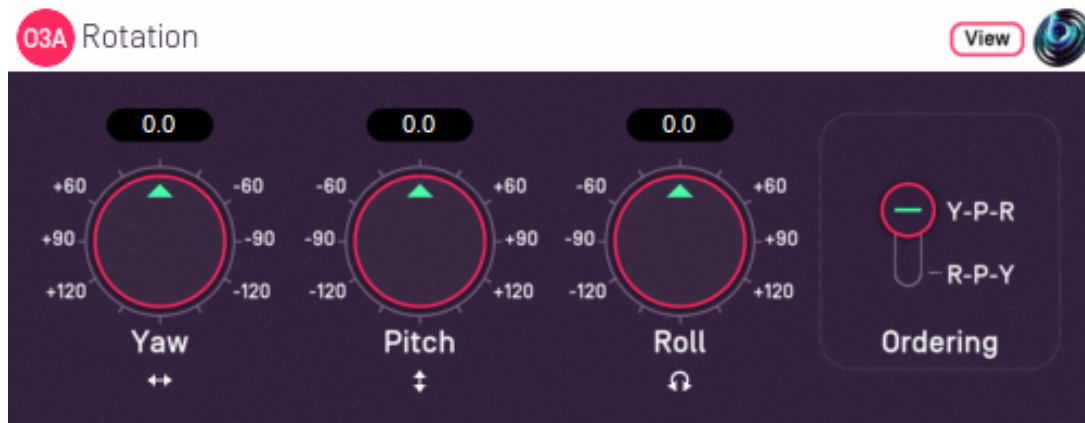 O3A Rotation View
0.0 0.0 0.0
+60 -60 -60 +60 -60 +60
+90 -90 -90 +90 -90 +90
+120 -120 -120 +120 -120 +120
Y-P-R
R-P-Y
Yaw Pitch Roll Ordering